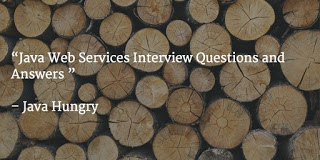 “Java Web Services Interview Questions and
Answers ”
– Java Hungry